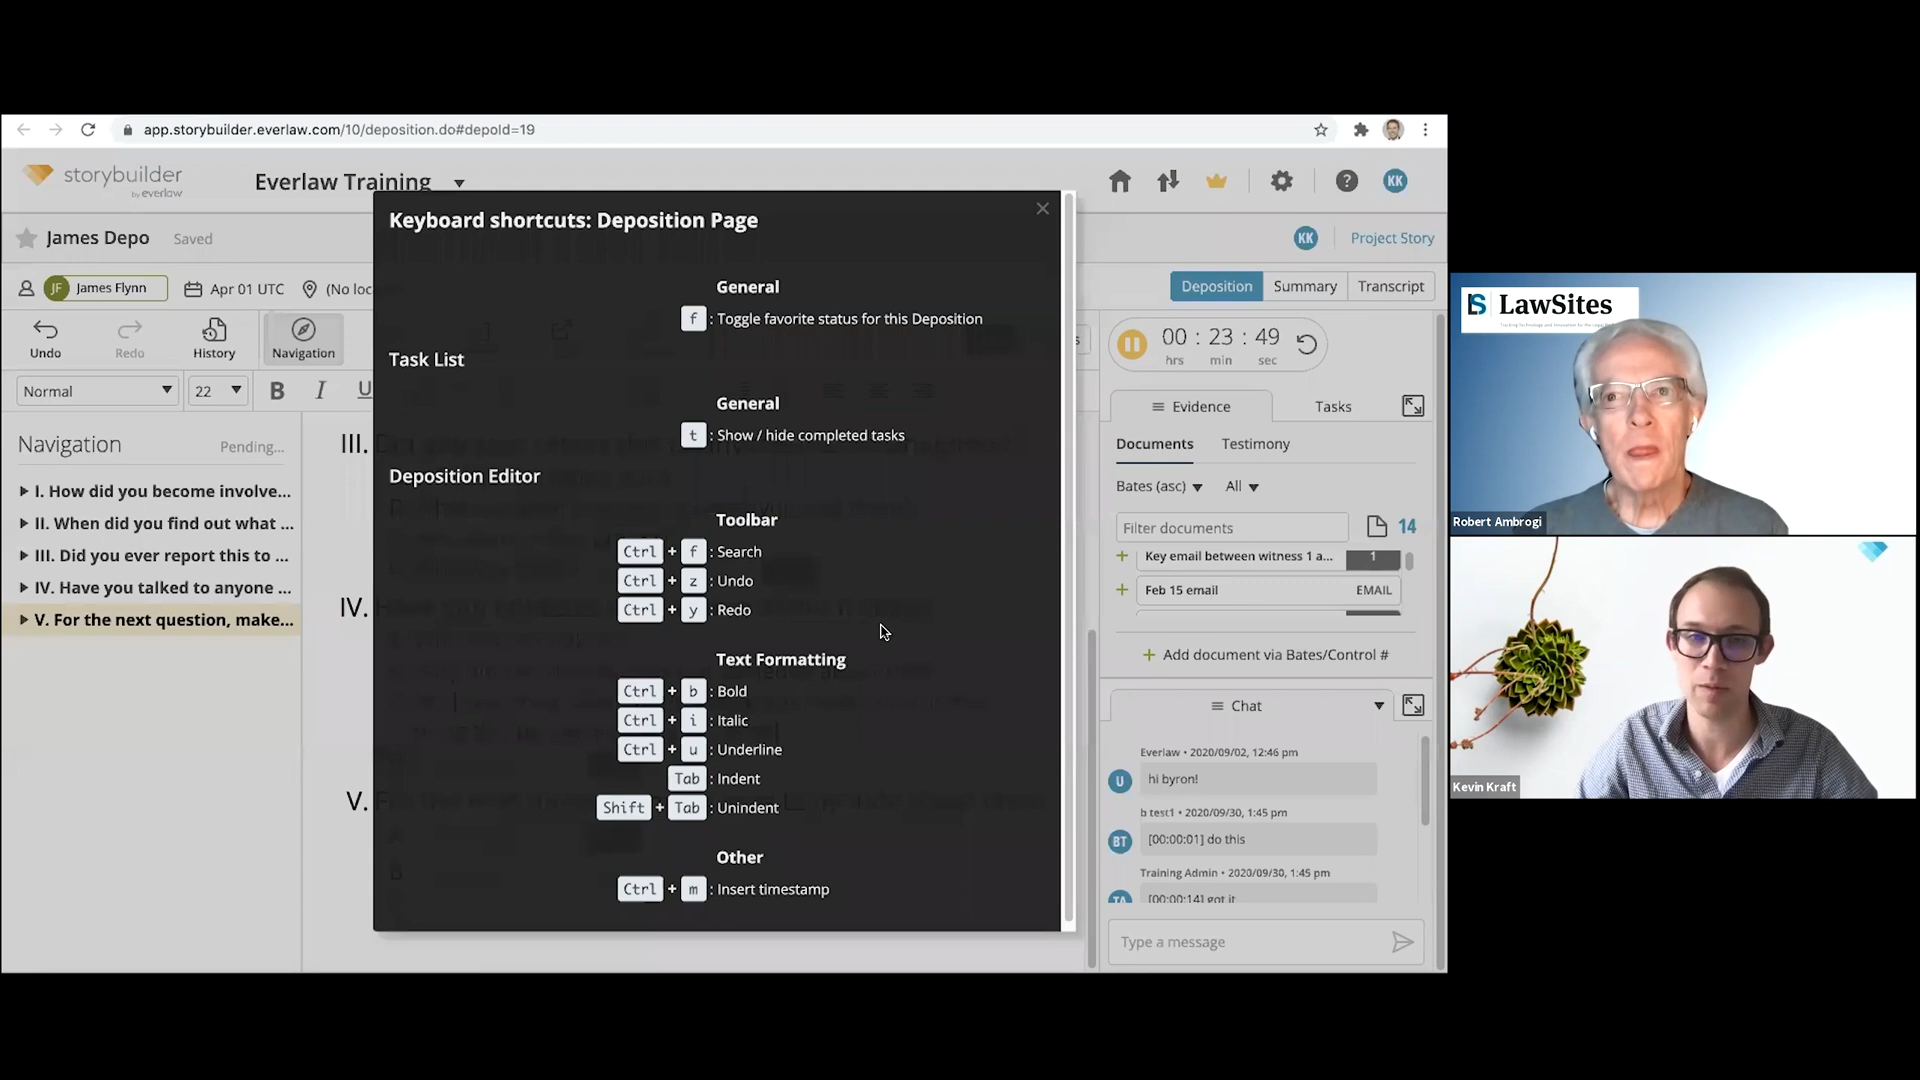 app.storybuilder.everlaw.com/10/deposition.do#depoId=19
storybuilder
by everlaw
Everlaw Training
KK
James Depo
Saved
KK
Project Story
JF
James Flynn
Apr 01 UTC
(No loc
Deposition
Summary
Transcript
Undo
Redo
History
Navigation
Normal
22
B
I
U
Keyboard shortcuts: Deposition Page
General
f : Toggle favorite status for this Deposition
Task List
General
t : Show / hide completed tasks
Deposition Editor
Toolbar
Ctrl + f : Search
Ctrl + z : Undo
Ctrl + y : Redo
Text Formatting
Ctrl + b : Bold
Ctrl + i : Italic
Ctrl + u : Underline
Tab : Indent
Shift + Tab : Unindent
Other
Ctrl + m : Insert timestamp
Navigation
Pending...
I. How did you become involve...
II. When did you find out what ...
III. Did you ever report this to ...
IV. Have you talked to anyone ...
V. For the next question, make...
III.
IV.
V.
s
00 : 23 : 49
hrs min sec
Evidence
Tasks
Documents
Testimony
Bates (asc)
All
Filter documents
14
Key email between witness 1 a...
1
Feb 15 email
EMAIL
+ Add document via Bates/Control #
Chat
Everlaw • 2020/09/02, 12:46 pm
U
hi byron!
b test1 • 2020/09/30, 1:45 pm
BT
[00:00:01] do this
Training Admin • 2020/09/30, 1:45 pm
TA
[00:00:14] got it
Type a message
LS LawSites
Robert Ambrogi
Kevin Kraft